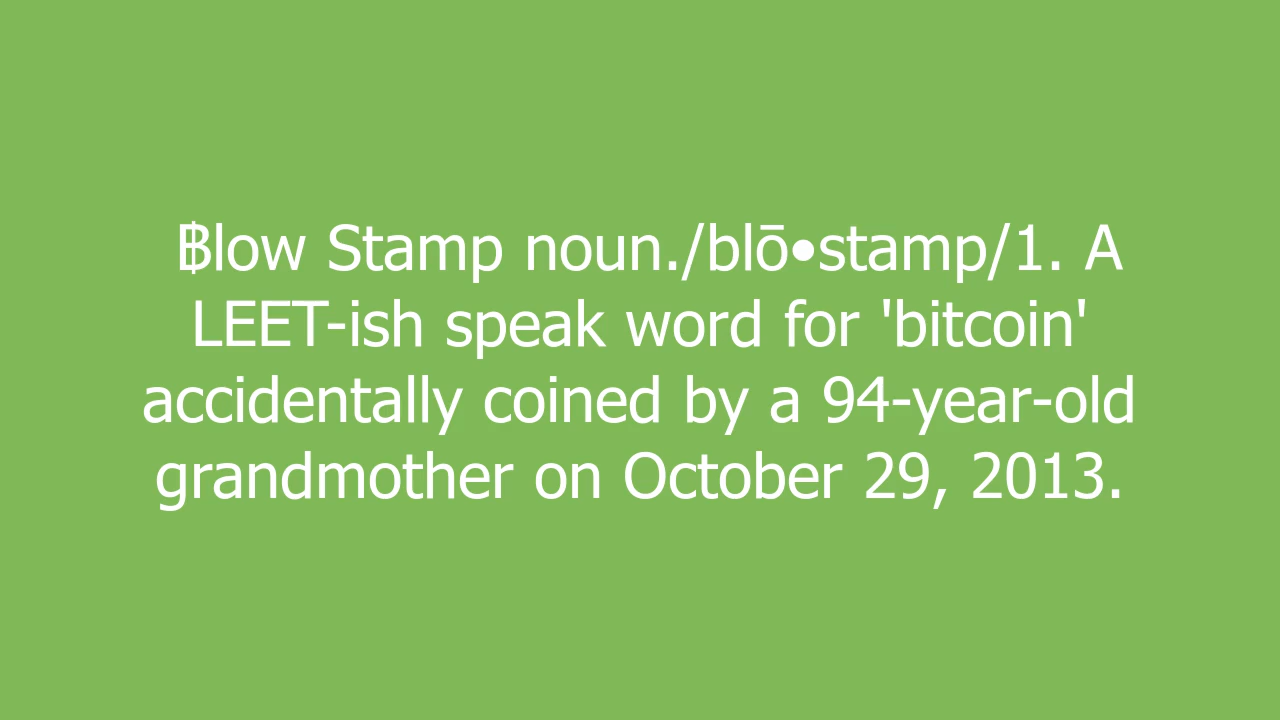 ฿low Stamp noun./blō•stamp/1. A
LEET-ish speak word for 'bitcoin'
accidentally coined by a 94-year-old
grandmother on October 29, 2013.